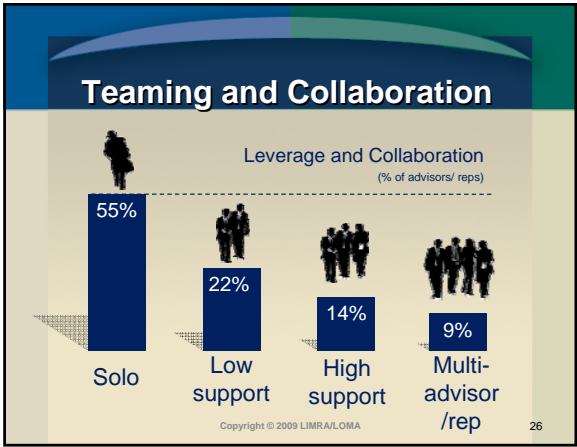 Teaming and Collaboration
Leverage and Collaboration
(% of advisors/ reps)
55%
22%
14%
9%
Solo
Low
support
High
support
Multi-
advisor
/rep
Copyright © 2009 LIMRA/LOMA
26